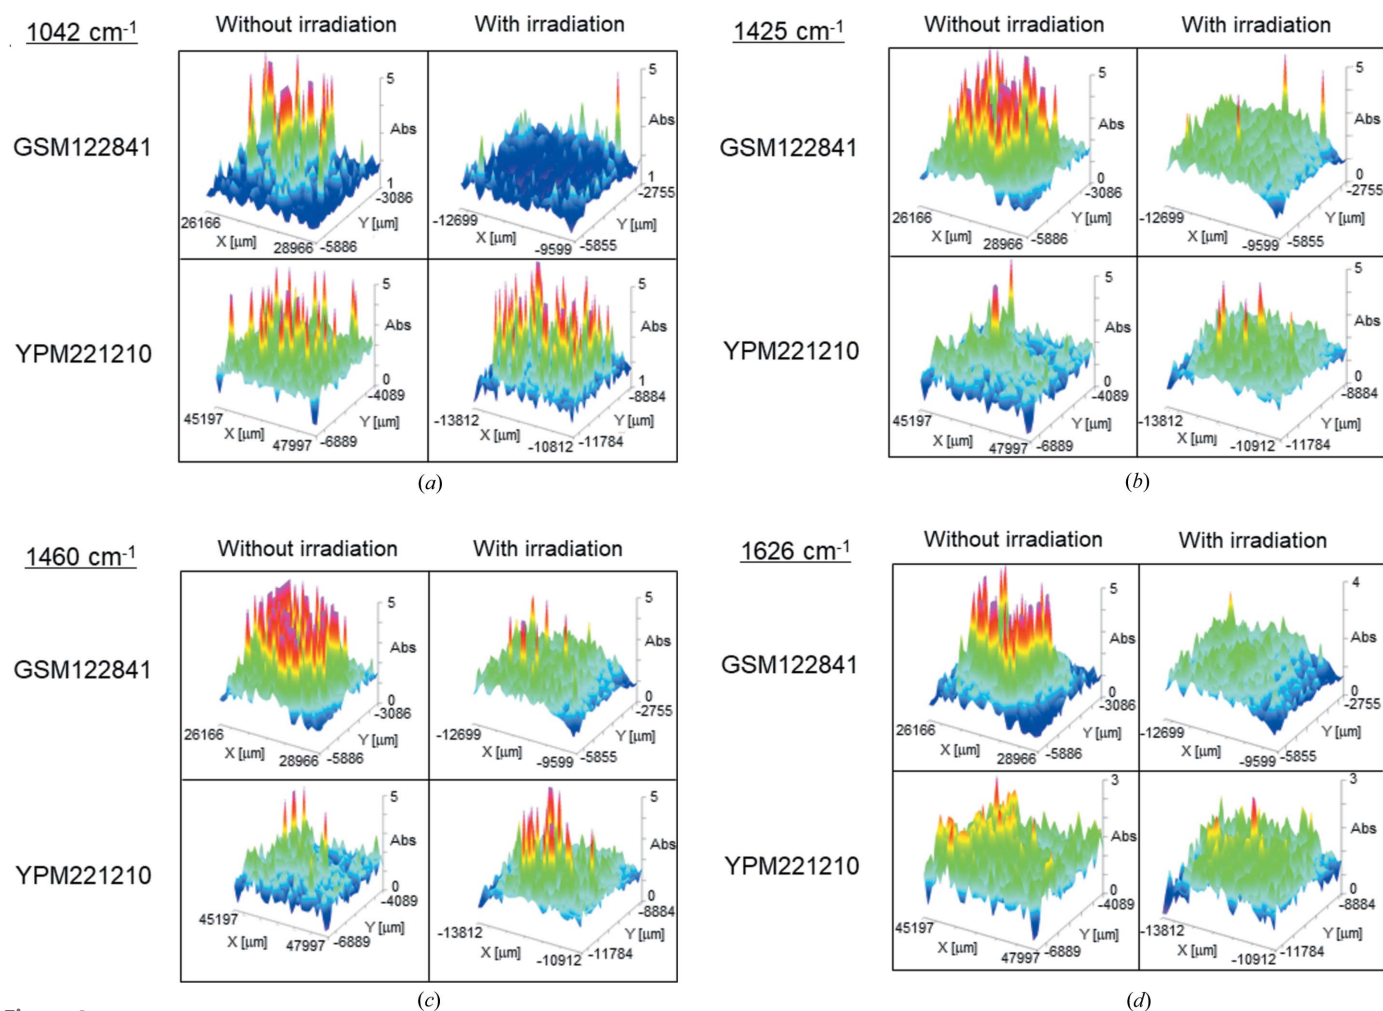 1042 cm-1
Without irradiation With irradiation
GSM122841
5
Abs
1
-3086
Y [µm]
26166
X [µm]
28966 -5886
5
Abs
1
-2755
Y [µm]
-12699
X [µm]
-9599 -5855
YPM221210
5
Abs
0
-4089
Y [µm]
45197
X [µm]
47997 -6889
5
Abs
1
-8884
Y [µm]
-13812
X [µm]
-10812 -11784
(a)
1425 cm-1
Without irradiation With irradiation
GSM122841
5
Abs
0
-3086
Y [µm]
26166
X [µm]
28966 -5886
5
Abs
0
-2755
Y [µm]
-12699
X [µm]
-9599 -5855
YPM221210
5
Abs
0
-4089
Y [µm]
45197
X [µm]
47997 -6889
5
Abs
0
-8884
Y [µm]
-13812
X [µm]
-10912 -11784
(b)
1460 cm-1
Without irradiation With irradiation
GSM122841
5
Abs
0
-3086
Y [µm]
26166
X [µm]
28966 -5886
5
Abs
0
-2755
Y [µm]
-12699
X [µm]
-9599 -5855
YPM221210
5
Abs
0
-4089
Y [µm]
45197
X [µm]
47997 -6889
5
Abs
0
-8884
Y [µm]
-13812
X [µm]
-10912 -11784
(c)
1626 cm-1
Without irradiation With irradiation
GSM122841
5
Abs
0
-3086
Y [µm]
26166
X [µm]
28966 -5886
4
Abs
0
-2755
Y [µm]
-12699
X [µm]
-9599 -5855
YPM221210
3
Abs
0
-4089
Y [µm]
45197
X [µm]
47997 -6889
3
Abs
0
-8884
Y [µm]
-13812
X [µm]
-10912 -11784
(d)